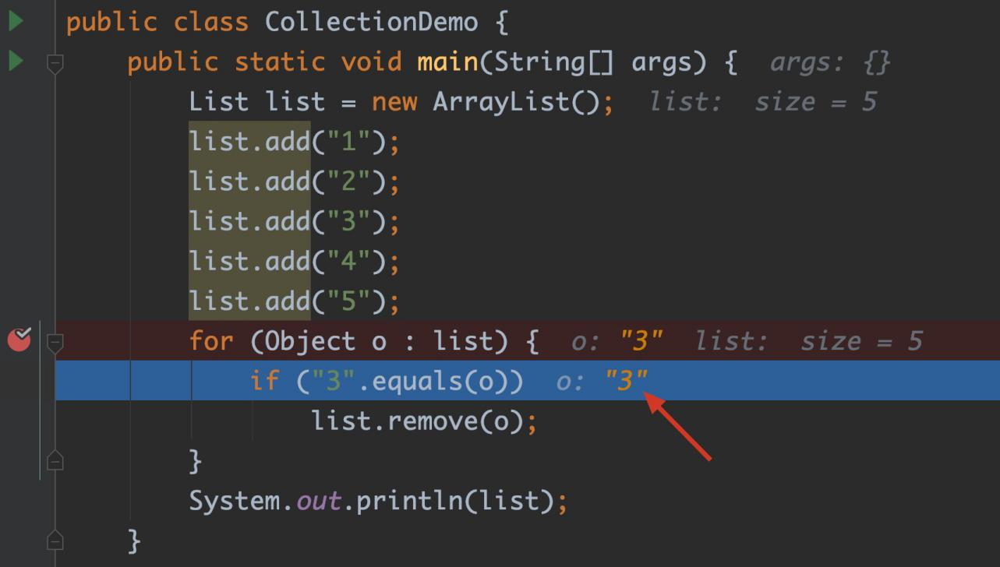 public class CollectionDemo {
public static void main(String[] args) {  args: {}
List list = new ArrayList();  list:  size = 5
list.add("1");
list.add("2");
list.add("3");
list.add("4");
list.add("5");
for (Object o : list) {  o: "3"  list:  size = 5
if ("3".equals(o))  o: "3"
list.remove(o);
}
System.out.println(list);
}